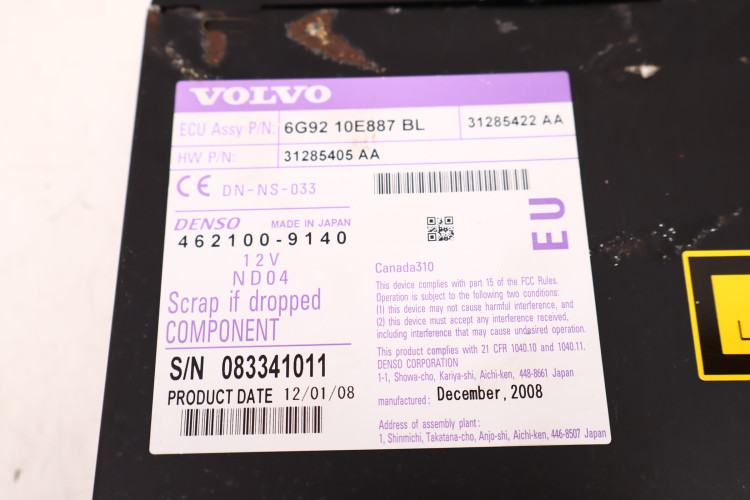 VOLVO
ECU Assy P/N: 6G92 10E887 BL 31285422 AA
HW P/N: 31285405 AA
CE DN-NS-033
EU
DENSO MADE IN JAPAN
462100-9140
12V
ND04
Scrap if dropped
COMPONENT
S/N 083341011
PRODUCT DATE 12/01/08
Canada310
This device complies with part 15 of the FCC Rules.
Operation is subject to the following two conditions:
(1) this device may not cause harmful interference, and
(2) this device must accept any interference received,
including interference that may cause undesired operation.
This product complies with 21 CFR 1040.10 and 1040.11.
DENSO CORPORATION
1-1, Showa-cho, Kariya-shi, Aichi-ken, 448-8661 Japan
manufactured: December, 2008
Address of assembly plant:
1, Shinmichi, Takatana-cho, Anjo-shi, Aichi-ken, 446-8507 Japan